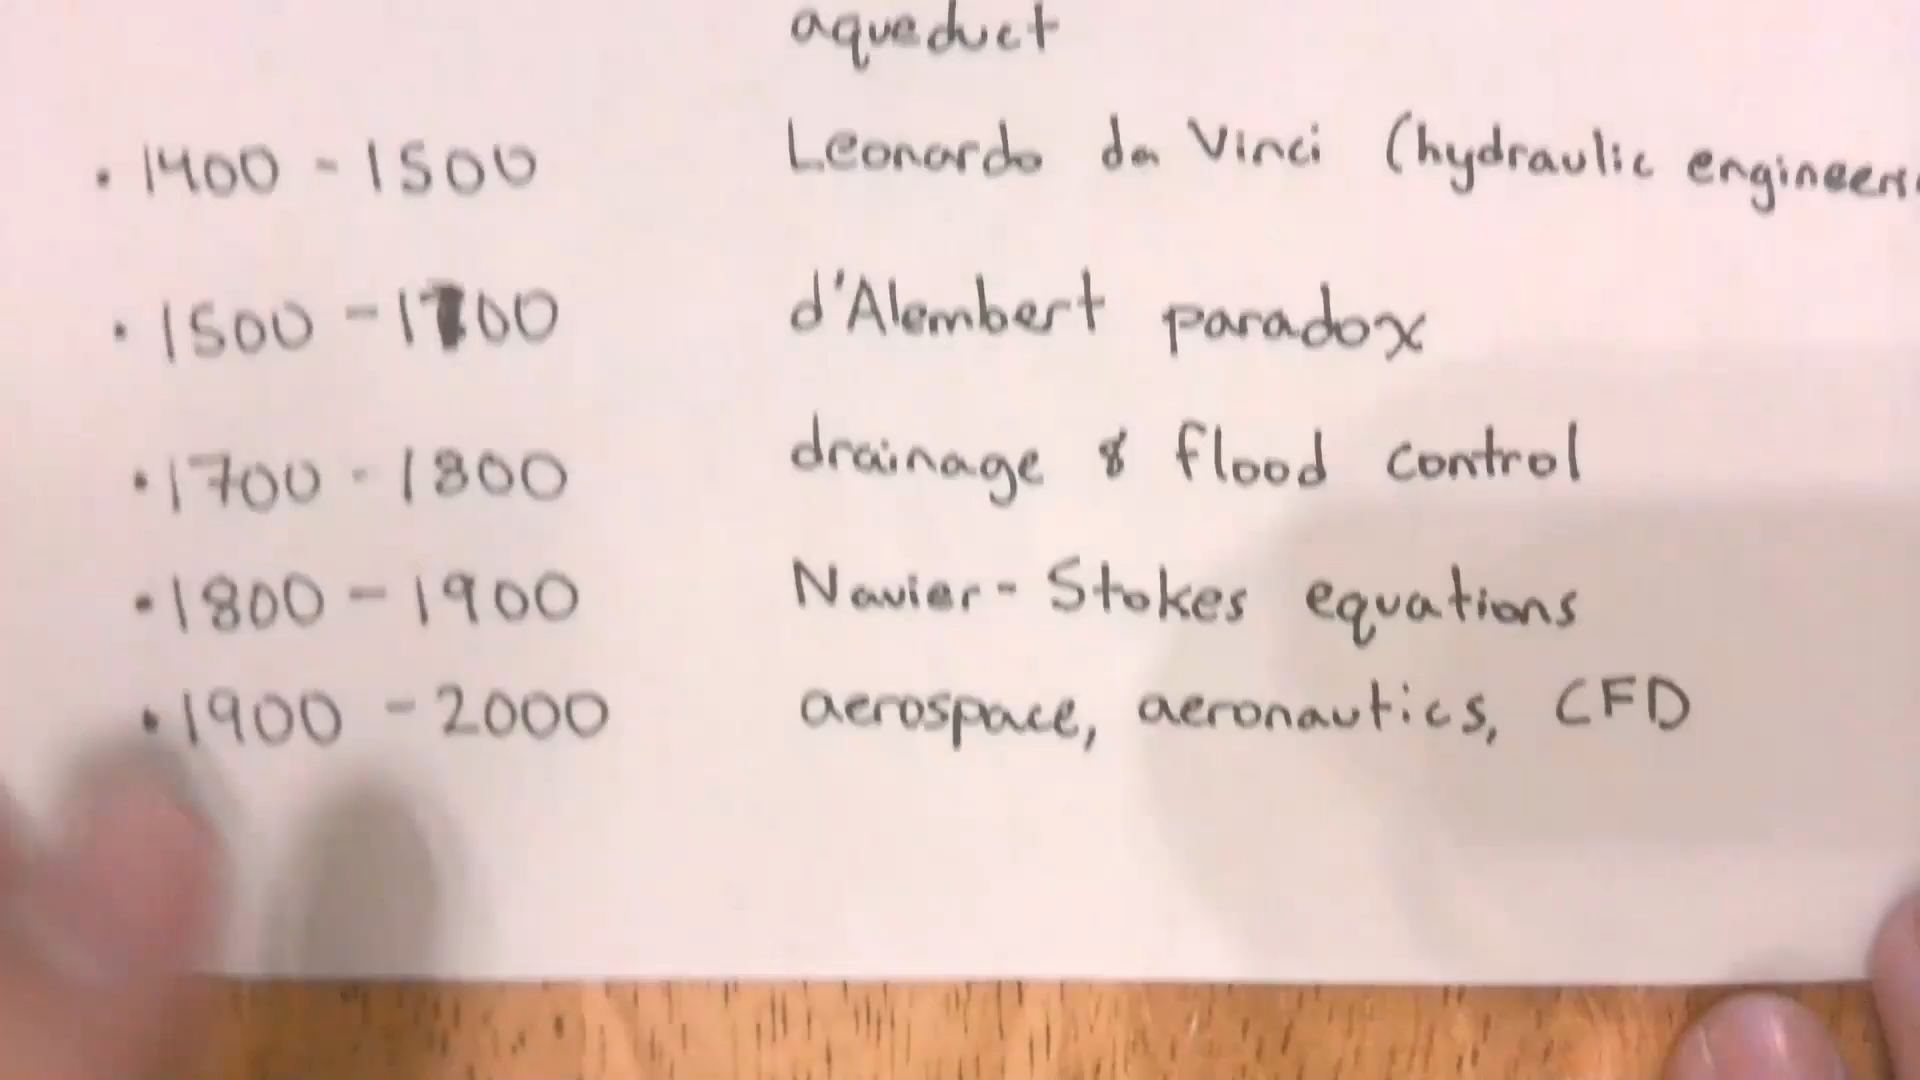 aqueduct
• 1400 - 1500 Leonardo da Vinci (hydraulic engineers
• 1500 - 1700 d'Alembert paradox
• 1700 - 1800 drainage & flood control
• 1800 - 1900 Navier-Stokes equations
• 1900 - 2000 aerospace, aeronautics, CFD